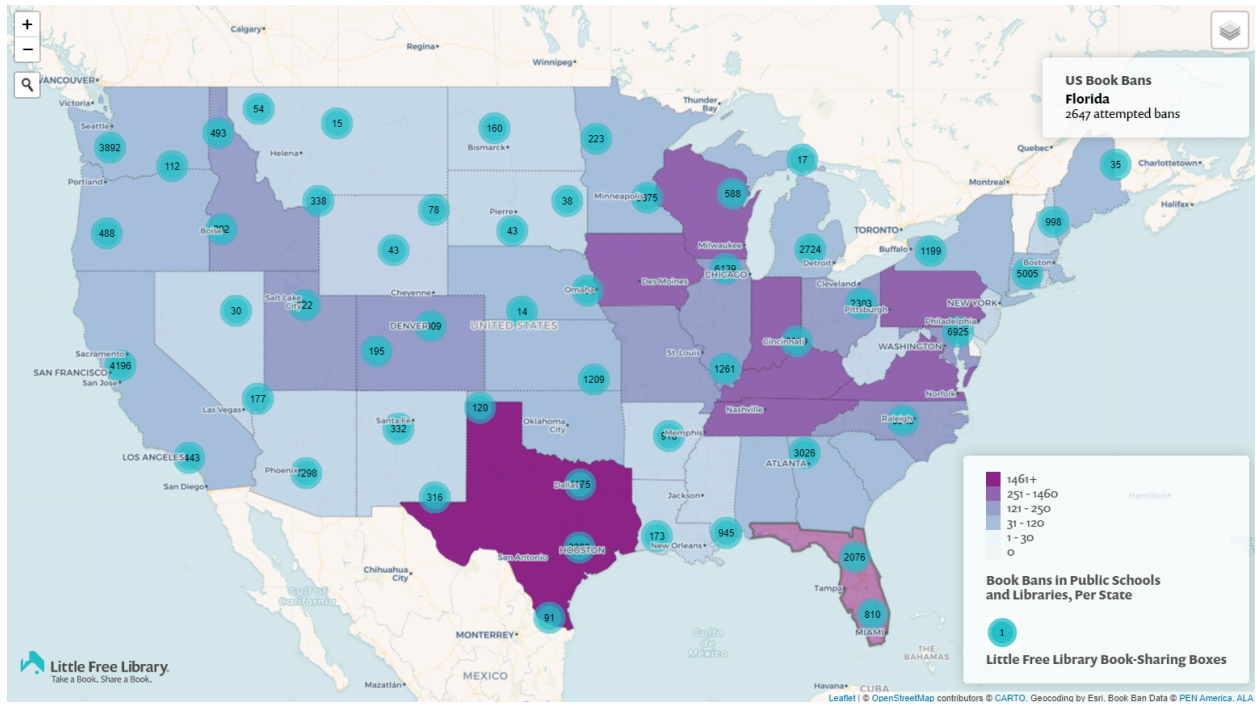 +
−
US Book Bans
Florida
2647 attempted bans
Calgary
Regina
Winnipeg
VANCOUVER
Victoria
Seattle
Thunder
Bay
Quebec
Charlottetown
Montreal
Halifax
54
15
160
223
493
3892
112
17
35
Helena
Bismarck
Portland
338
78
38
Minneapolis
588
Pierre
43
488
Boise
43
998
TORONTO
Buffalo
1199
2724
Detroit
Milwaukee
CHICAGO
Boston
5005
Des Moines
Omaha
Cleveland
2303
Pittsburgh
NEW YORK
Philadelphia
6925
Salt Lake
City
Cheyenne
30
14
DENVER
UNITED STATES
Cincinnati
WASHINGTON
195
St. Louis
Sacramento
4196
SAN FRANCISCO
San Jose
1209
1261
177
Las Vegas
Norfolk
120
Nashville
Santa Fe
332
Oklahoma
City
Memphis
Raleigh
LOS ANGELES
3026
ATLANTA
Phoenix
San Diego
Dallas
316
Jackson
173
New Orleans
945
HOUSTON
San Antonio
2076
Tampa
810
MIAMI
Chihuahua
City
Gulf of
California
91
MONTERREY
Golfo
de
México
THE
BAHAMAS
MEXICO
Mazatlán
Havana
CUBA
Hamilton
1461+
251 - 1460
121 - 250
31 - 120
1 - 30
0
Book Bans in Public Schools
and Libraries, Per State
1
Little Free Library Book-Sharing Boxes
Little Free Library.
Take a Book. Share a Book.
Leaflet | © OpenStreetMap contributors © CARTO, Geocoding by Esri, Book Ban Data © PEN America, ALA